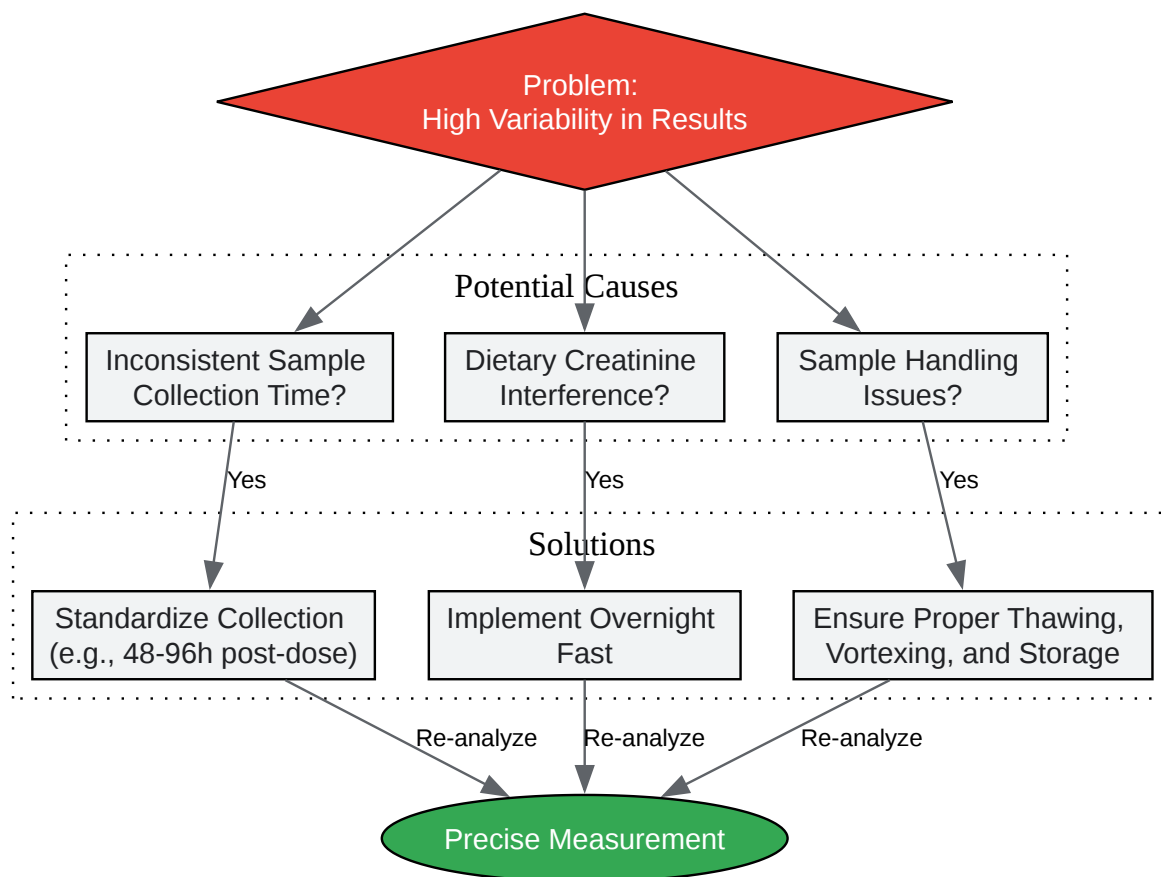 Problem:
High Variability in Results
Potential Causes
Inconsistent Sample
Collection Time?
Dietary Creatinine
Interference?
Sample Handling
Issues?
Yes
Yes
Yes
Solutions
Standardize Collection
(e.g., 48-96h post-dose)
Implement Overnight
Fast
Ensure Proper Thawing,
Vortexing, and Storage
Re-analyze
Re-analyze
Re-analyze
Precise Measurement